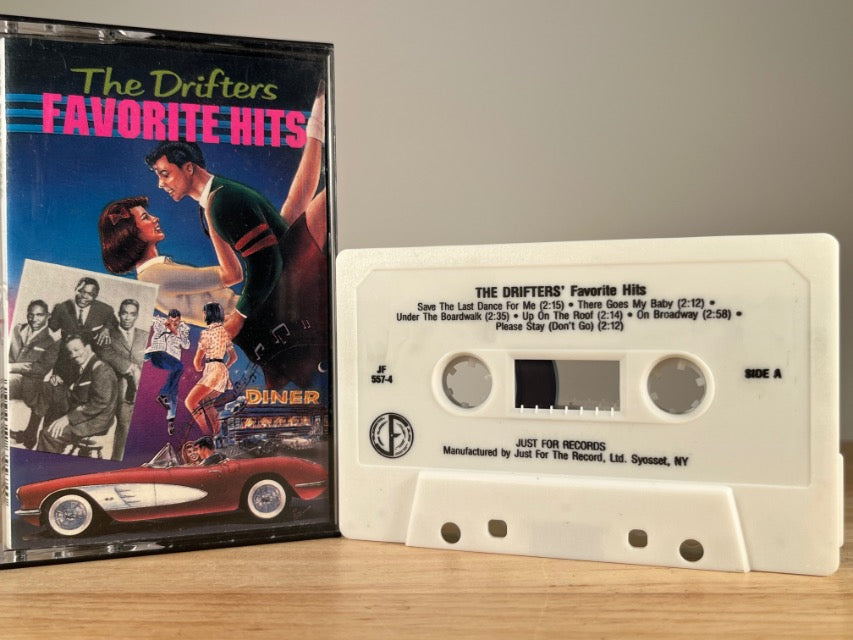 The Drifters
FAVORITE HITS
DINER
THE DRIFTERS' Favorite Hits
Save The Last Dance For Me (2:15) • There Goes My Baby (2:12) •
Under The Boardwalk (2:35) • Up On The Roof (2:14) • On Broadway (2:58) •
Please Stay (Don't Go) (2:12)
JF
557-4
SIDE A
JF
JUST FOR RECORDS
Manufactured by Just For The Record, Ltd. Syosset, NY